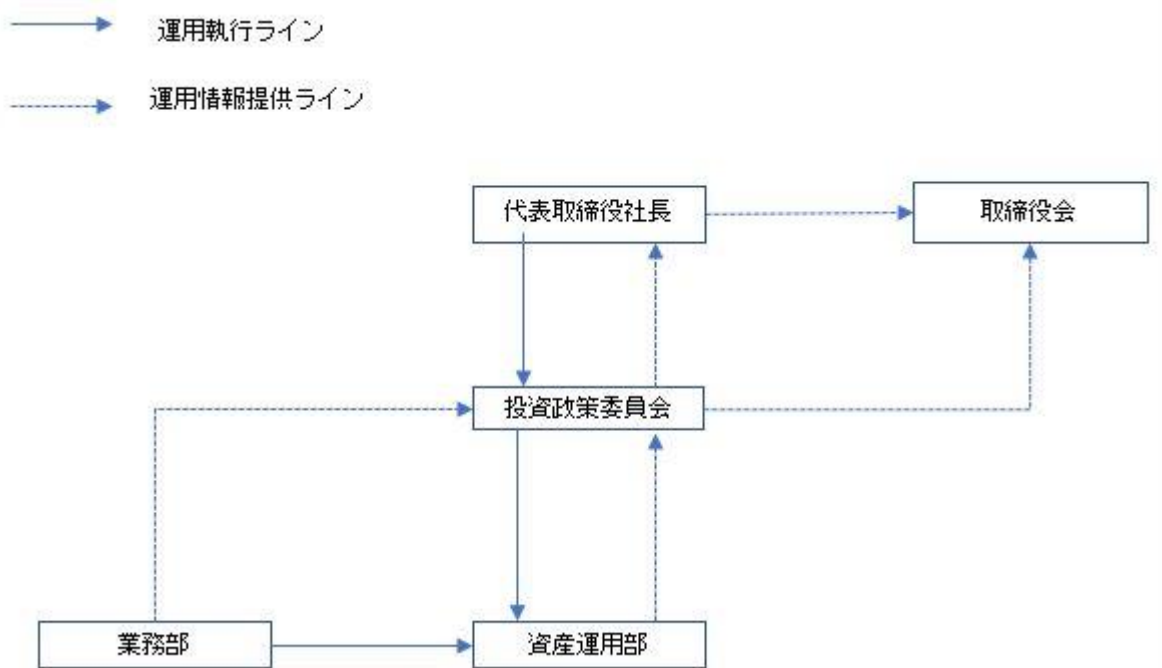 運用執行ライン
運用情報提供ライン
代表取締役社長
取締役会
投資政策委員会
業務部
資産運用部